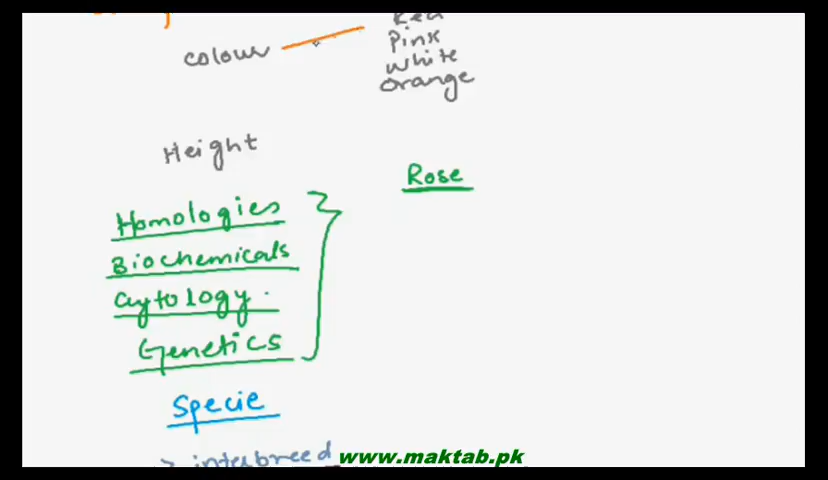 Red
colour
Pink
White
Orange
Height
Rose
Homologies
Biochemicals
Cytology.
Genetics
Specie
> interbreed
www.maktab.pk